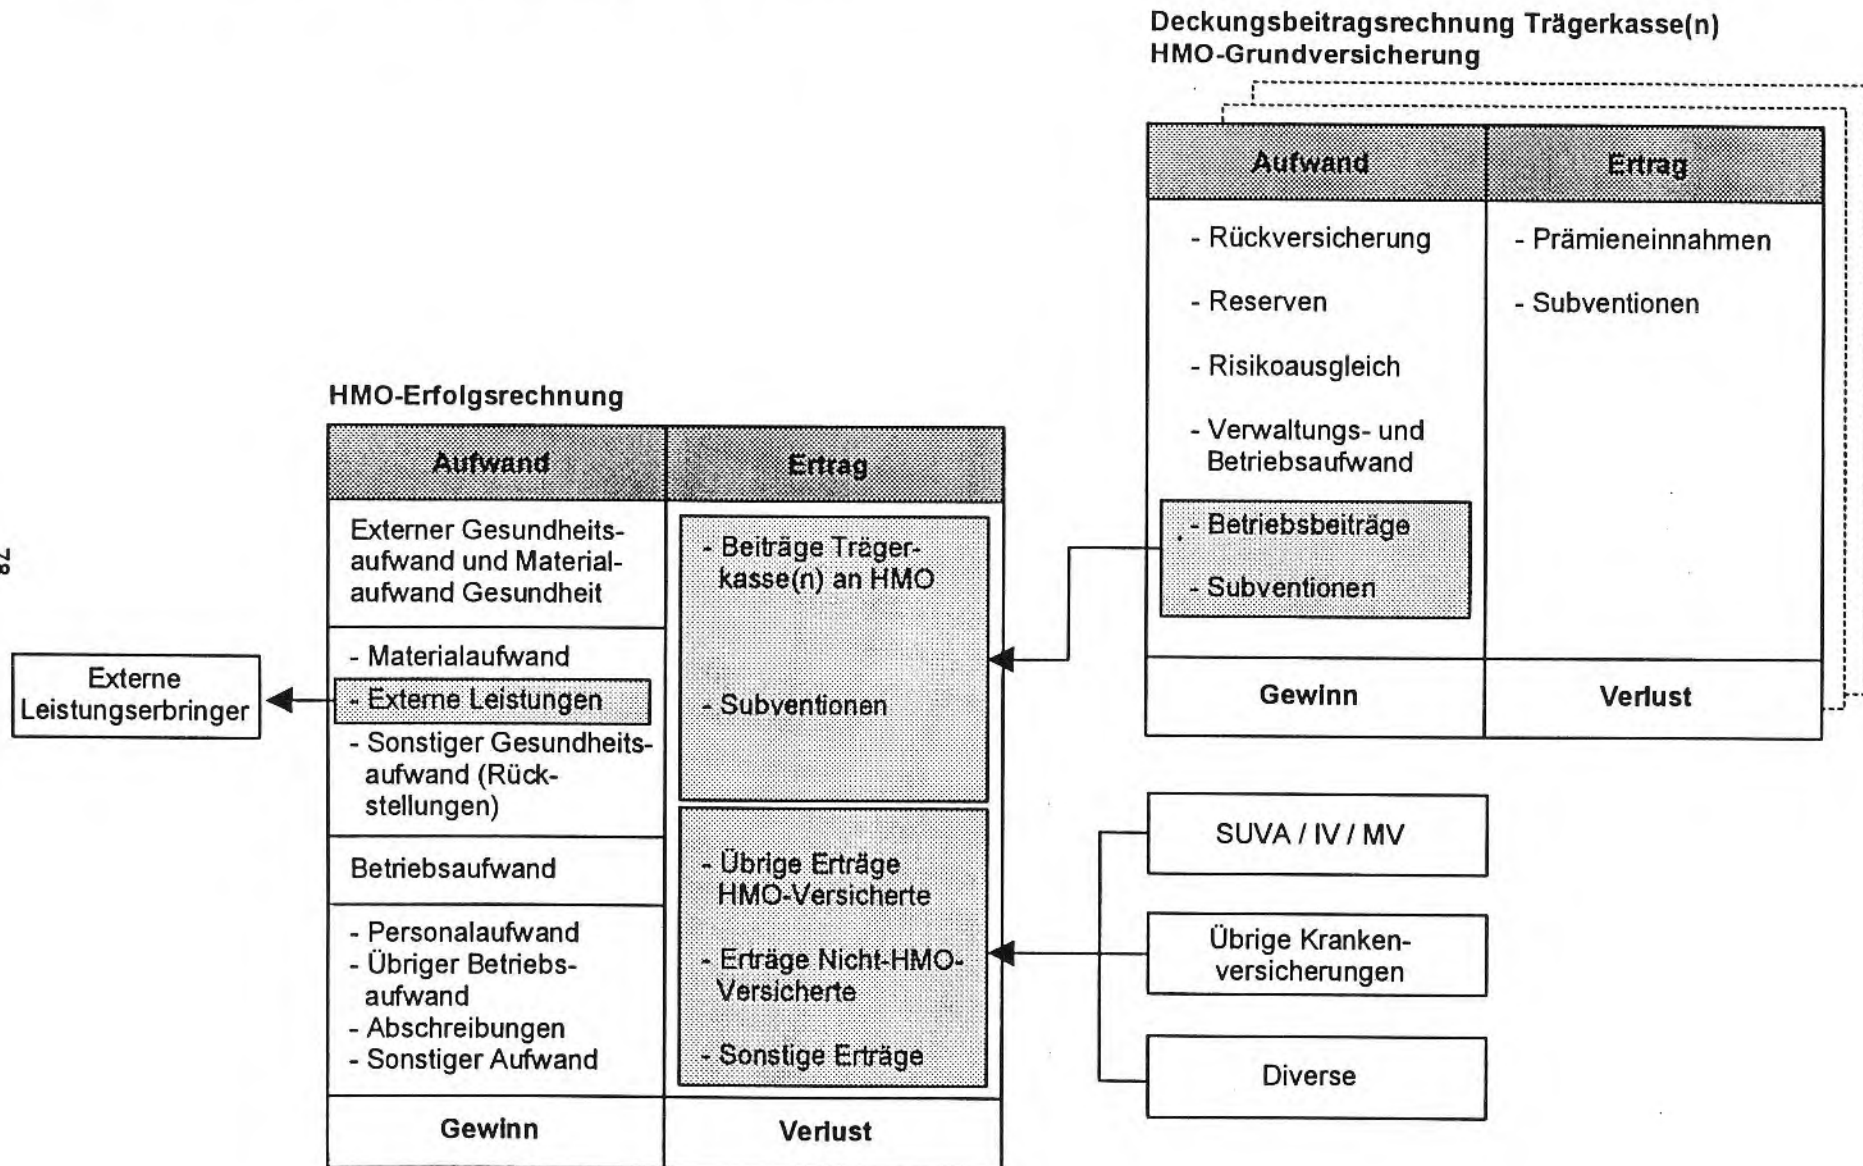 Deckungsbeitragsrechnung Trägerkasse(n)
HMO-Grundversicherung
Aufwand
Ertrag
- Rückversicherung
- Reserven
- Risikoausgleich
- Verwaltungs- und
Betriebsaufwand
- Betriebsbeiträge
- Subventionen
- Prämieneinnahmen
- Subventionen
Gewinn
Verlust
HMO-Erfolgsrechnung
Aufwand
Ertrag
Externer Gesundheits-
aufwand und Material-
aufwand Gesundheit
- Materialaufwand
- Externe Leistungen
- Sonstiger Gesundheits-
aufwand (Rück-
stellungen)
Betriebsaufwand
- Personalaufwand
- Übriger Betriebs-
aufwand
- Abschreibungen
- Sonstiger Aufwand
- Beiträge Träger-
kasse(n) an HMO
- Subventionen
- Übrige Erträge
HMO-Versicherte
- Erträge Nicht-HMO-
Versicherte
- Sonstige Erträge
Gewinn
Verlust
Externe
Leistungserbringer
SUVA / IV / MV
Übrige Kranken-
versicherungen
Diverse
78